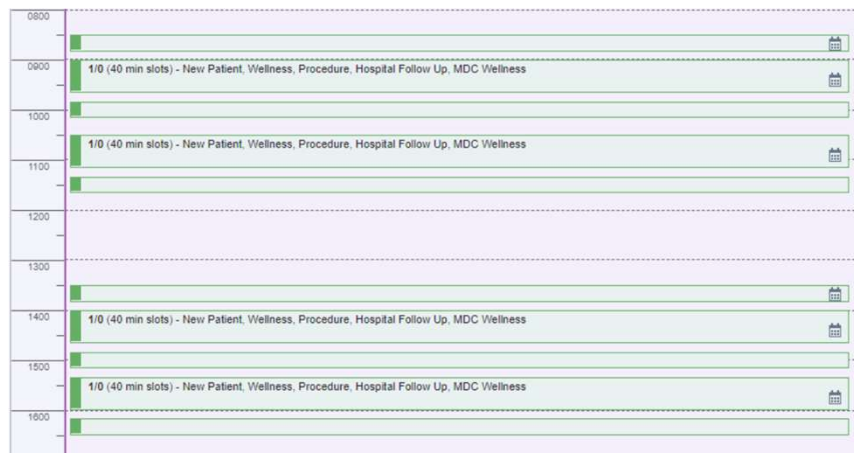 0800
0900
1/0 (40 min slots) - New Patient, Wellness, Procedure, Hospital Follow Up, MDC Wellness
1000
1/0 (40 min slots) - New Patient, Wellness, Procedure, Hospital Follow Up, MDC Wellness
1100
1200
1300
1400
1/0 (40 min slots) - New Patient, Wellness, Procedure, Hospital Follow Up, MDC Wellness
1500
1/0 (40 min slots) - New Patient, Wellness, Procedure, Hospital Follow Up, MDC Wellness
1600